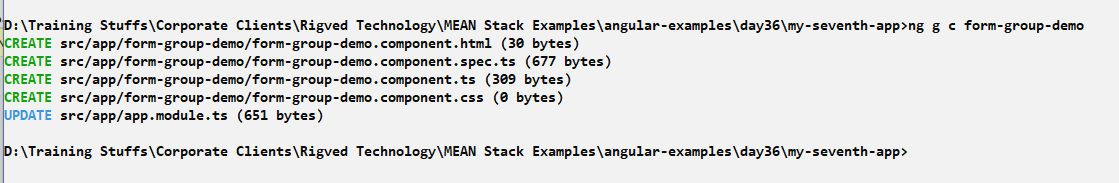 D:\Training Stuffs\Corporate Clients\Rigved Technology\MEAN Stack Examples\angular-examples\day36\my-seventh-app>ng g c form-group-demo
CREATE src/app/form-group-demo/form-group-demo.component.html (30 bytes)
CREATE src/app/form-group-demo/form-group-demo.component.spec.ts (677 bytes)
CREATE src/app/form-group-demo/form-group-demo.component.ts (309 bytes)
CREATE src/app/form-group-demo/form-group-demo.component.css (0 bytes)
UPDATE src/app/app.module.ts (651 bytes)
D:\Training Stuffs\Corporate Clients\Rigved Technology\MEAN Stack Examples\angular-examples\day36\my-seventh-app>